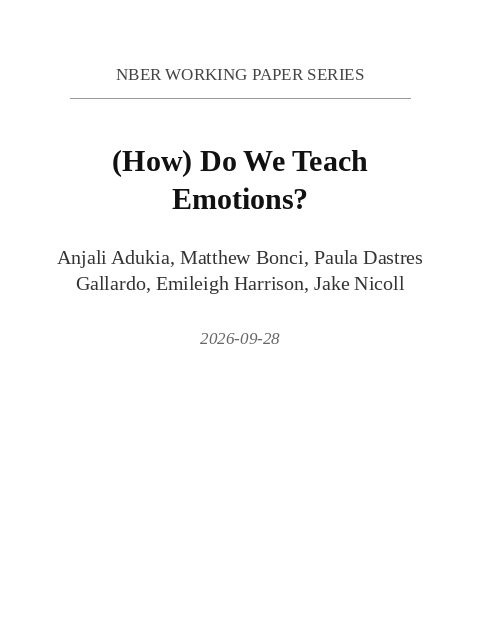 NBER WORKING PAPER SERIES
(How) Do We Teach
Emotions?
Anjali Adukia, Matthew Bonci, Paula Dastres
Gallardo, Emileigh Harrison, Jake Nicoll
2026-09-28